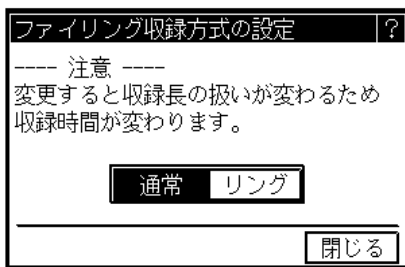 ファイリング収録方式の設定 ?
---- 注意 ----
変更すると収録長の扱いが変わるため
収録時間が変わります。
通常 リング
閉じる